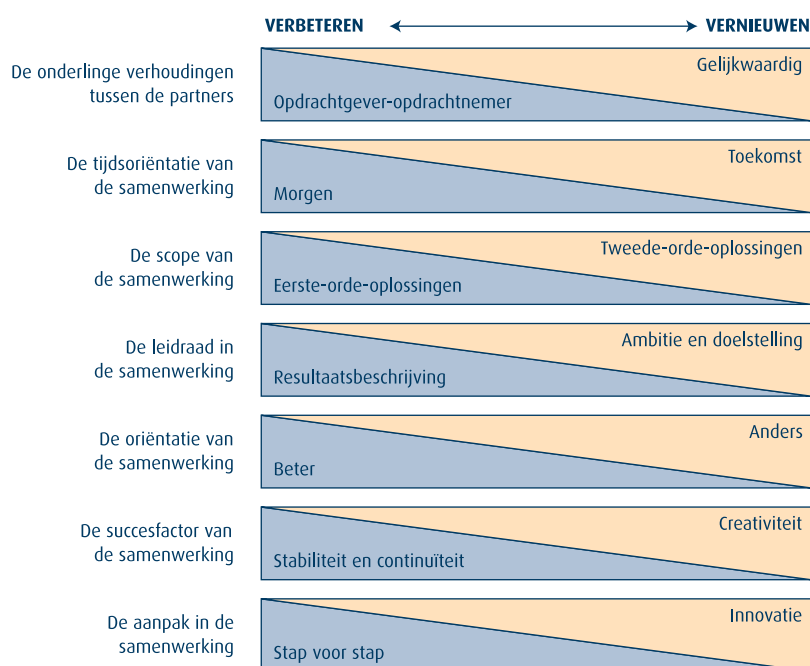 VERBETEREN VERNIEUWEN
De onderlinge verhoudingen
tussen de partners
Gelijkwaardig
Opdrachtgever-opdrachtnemer
De tijdsoriëntatie van
de samenwerking
Toekomst
Morgen
De scope van
de samenwerking
Tweede-orde-oplossingen
Eerste-orde-oplossingen
De leidraad in
de samenwerking
Ambitie en doelstelling
Resultaatsbeschrijving
De oriëntatie van
de samenwerking
Anders
Beter
De succesfactor van
de samenwerking
Creativiteit
Stabiliteit en continuïteit
De aanpak in de
samenwerking
Innovatie
Stap voor stap